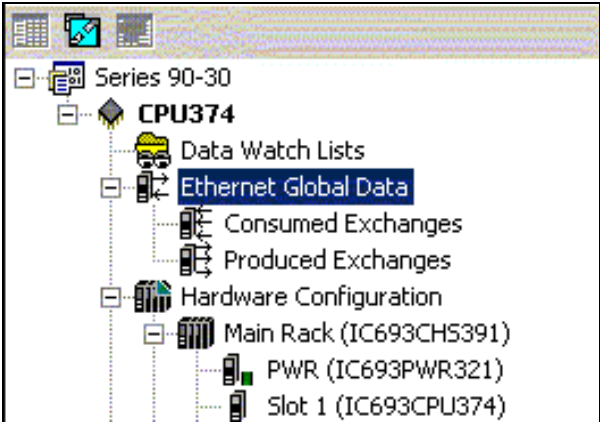 Series 90-30
CPU374
Data Watch Lists
Ethernet Global Data
Consumed Exchanges
Produced Exchanges
Hardware Configuration
Main Rack (IC693CHS391)
PWR (IC693PWR321)
Slot 1 (IC693CPU374)